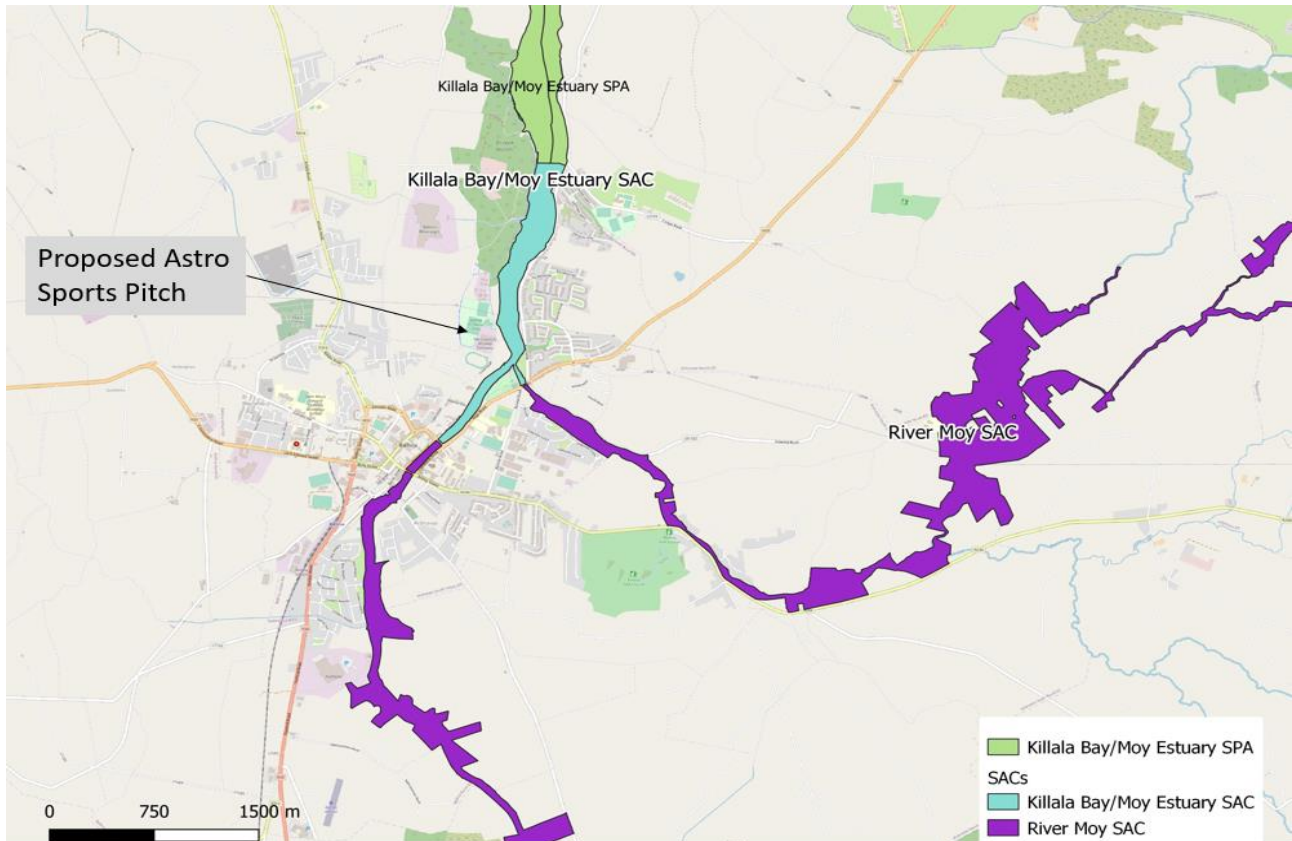 Killala Bay/Moy Estuary SPA
Killala Bay/Moy Estuary SAC
Proposed Astro
Sports Pitch
River Moy SAC
Killala Bay/Moy Estuary SPA
SACs
Killala Bay/Moy Estuary SAC
River Moy SAC
0 750 1500 m